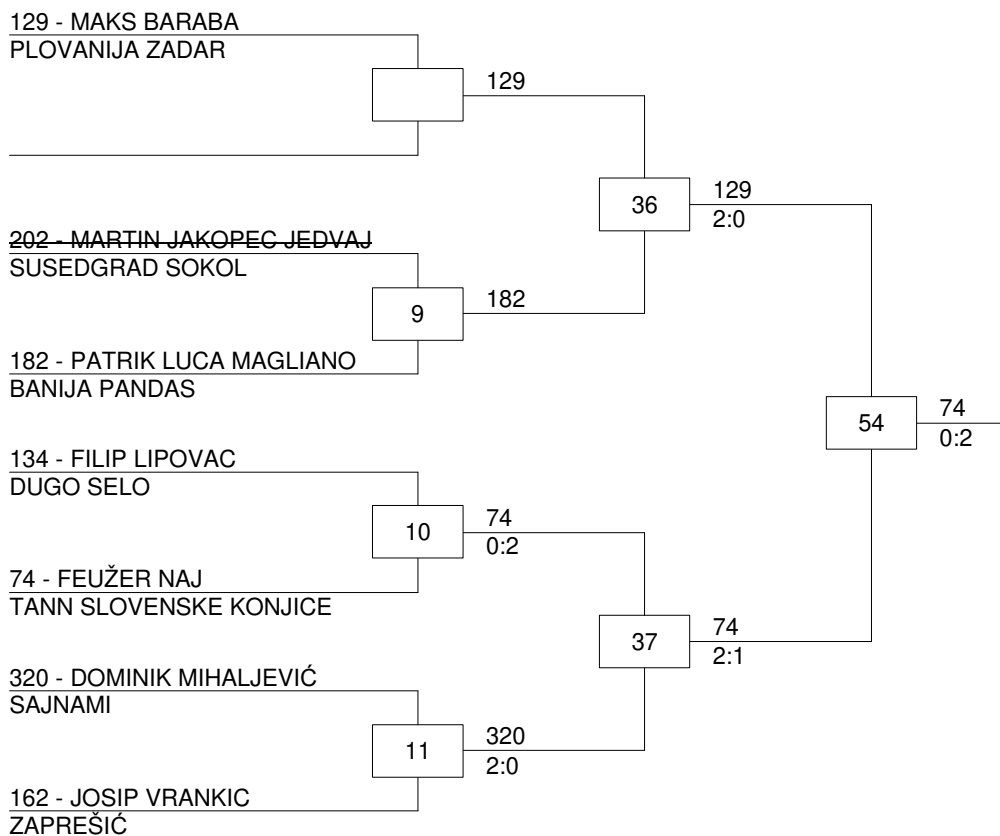 129 - MAKS BARABA
PLOVANIJA ZADAR
129
202 - MARTIN JAKOPEC JEDVAJ
SUSEDGRAD SOKOL
9
182
182 - PATRIK LUCA MAGLIANO
BANIJA PANDAS
36
129
2:0
134 - FILIP LIPOVAC
DUGO SELO
10
74
0:2
74 - FEUŽER NAJ
TANN SLOVENSKE KONJICE
320 - DOMINIK MIHALJEVIĆ
SAJNAMI
11
320
2:0
162 - JOSIP VRANKIC
ZAPREŠIĆ
37
74
2:1
54
74
0:2